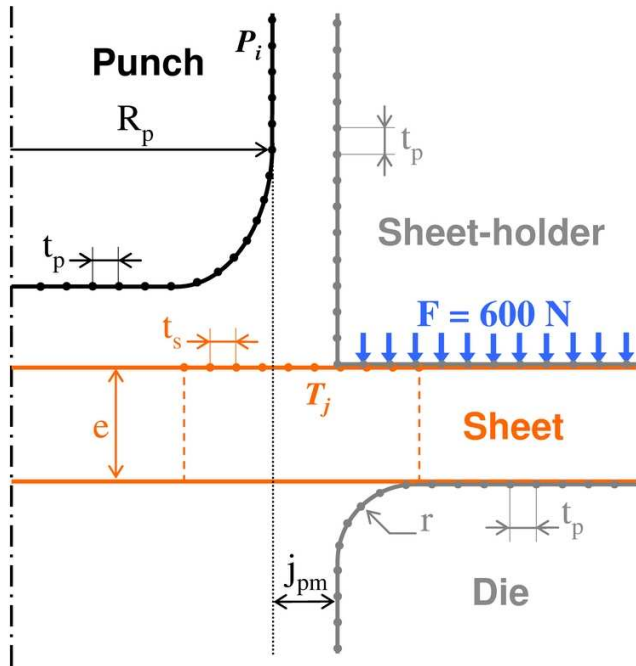 Punch
P_i
R_p
t_p
t_p
Sheet-holder
F = 600 N
t_s
T_j
e
Sheet
r
t_p
j_pm
Die